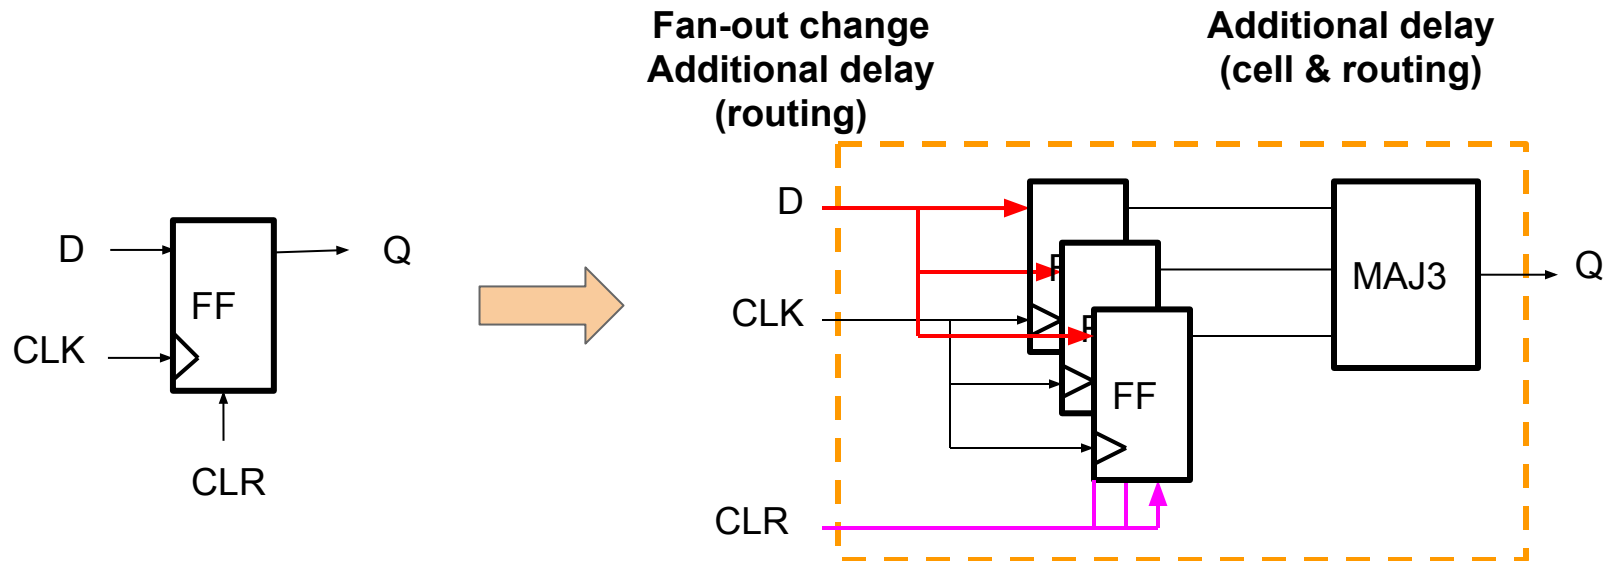 Fan-out change
Additional delay
(routing)
Additional delay
(cell & routing)
D
CLK
FF
Q
CLR
D
CLK
CLR
FF
MAJ3
Q